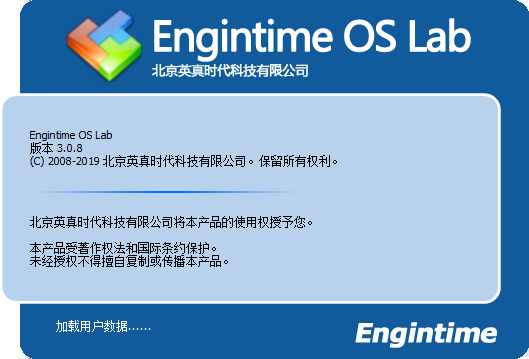 Engintime OS Lab
北京英真时代科技有限公司
Engintime OS Lab
版本 3.0.8
(C) 2008-2019 北京英真时代科技有限公司。保留所有权利。
北京英真时代科技有限公司将本产品的使用权授予您。
本产品受著作权法和国际条约保护。
未经授权不得擅自复制或传播本产品。
加载用户数据......
Engintime